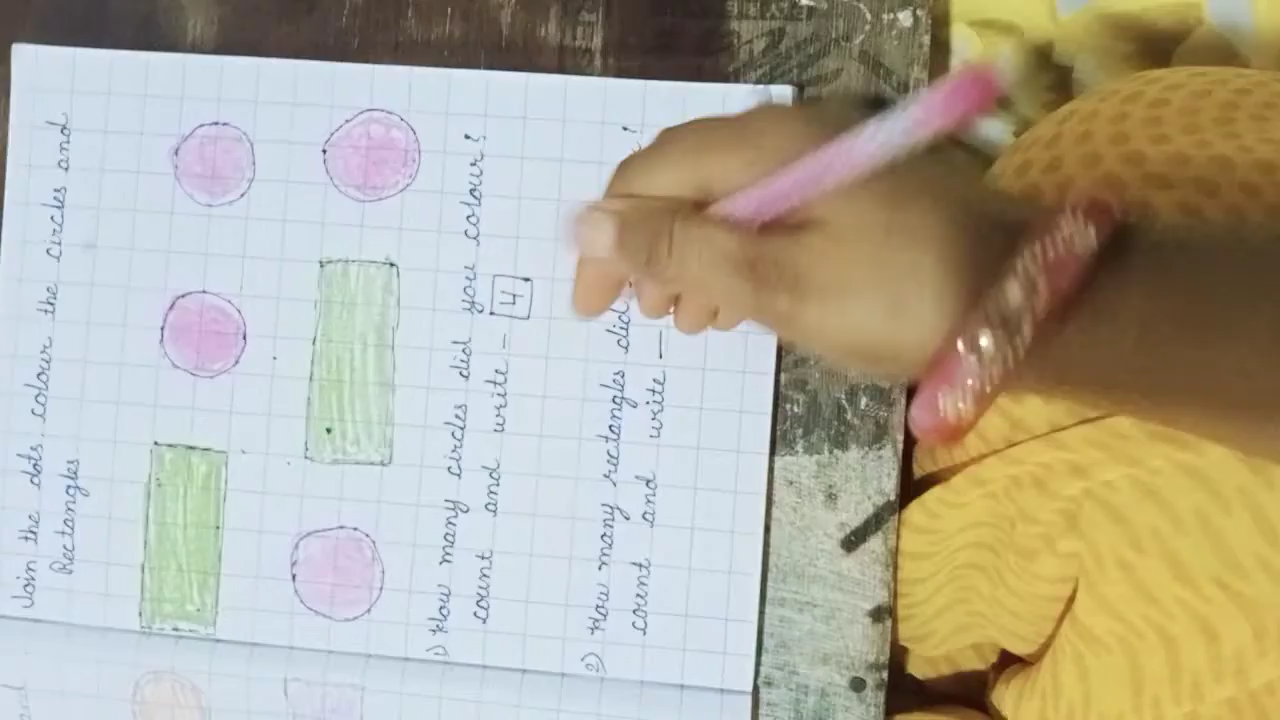 Join the dots. colour the circles and
Rectangles
1) How many circles did you colour?
count and write - 4
2) How many rectangles did
count and write -